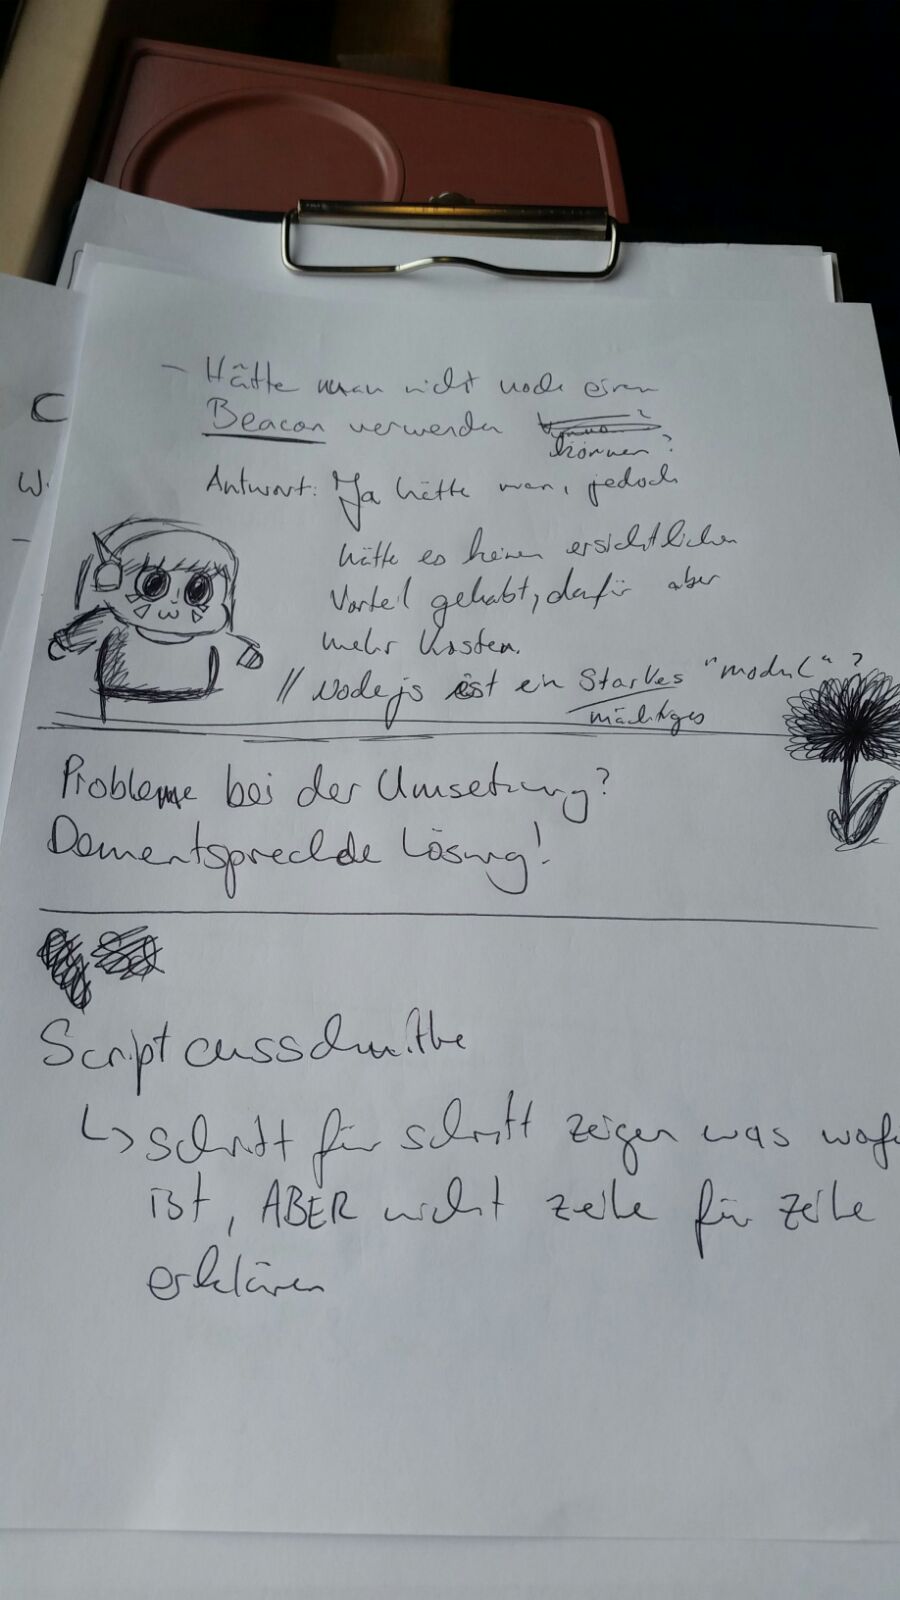 - Hätte man nicht noch einen
Beacon verwenden
können?
Antwort: Ja hätte man, jedoch
hätte es keinen ersichtlichen
Vorteil gehabt, dafür aber
mehr Kosten.
// Nodejs ist ein Starkes "modul"?
mächtiges
Probleme bei der Umsetzung?
Dementsprechde Lösung!
Scriptausschnitte
↳ schritt für schritt zeigen was wofü
ist, ABER nicht zeile für zeile
erklären
C
W.
-